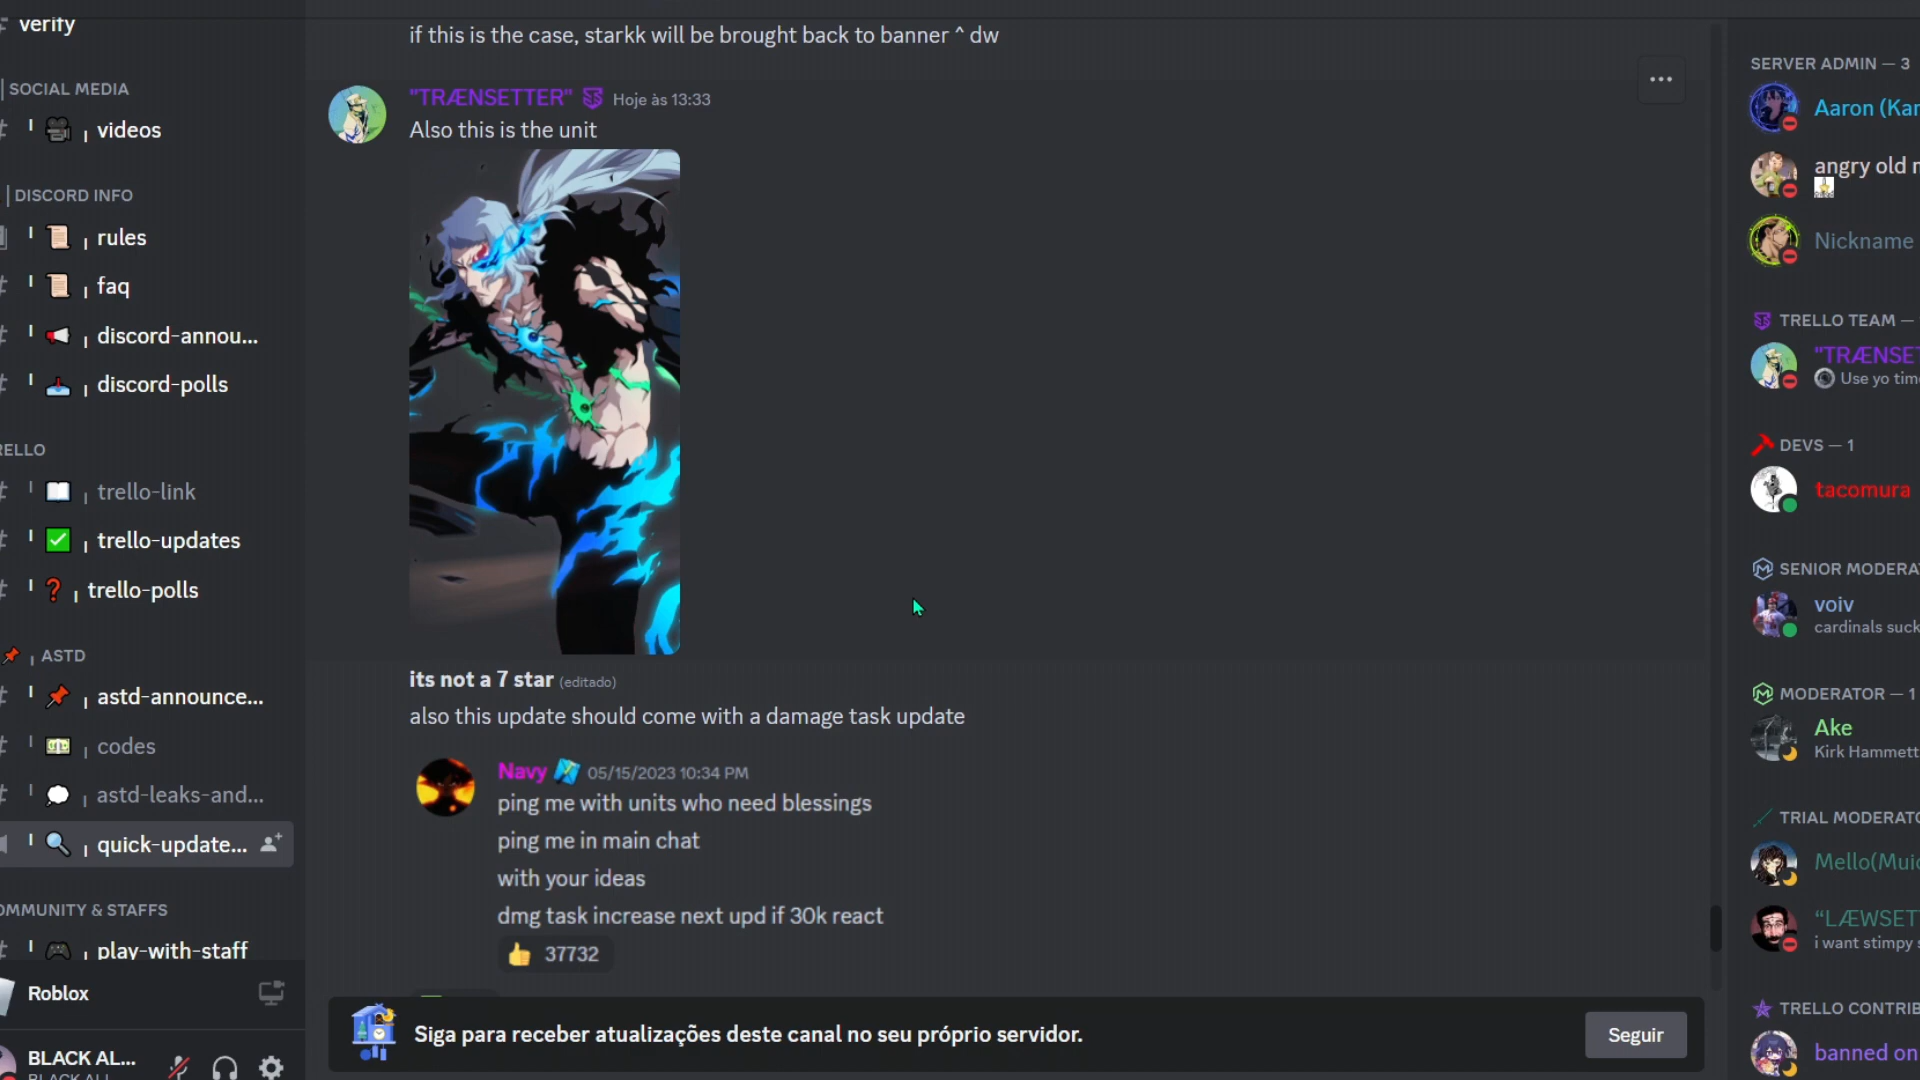 verify
SOCIAL MEDIA
videos
DISCORD INFO
rules
faq
discord-annou...
discord-polls
RELLO
trello-link
trello-updates
trello-polls
ASTD
astd-announce...
codes
astd-leaks-and...
quick-update...
OMMUNITY & STAFFS
play-with-staff
Roblox
BLACK AL...
if this is the case, starkk will be brought back to banner ^ dw
"TRÆNSETTER" Hoje às 13:33
Also this is the unit
its not a 7 star (editado)
also this update should come with a damage task update
Navy 05/15/2023 10:34 PM
ping me with units who need blessings
ping me in main chat
with your ideas
dmg task increase next upd if 30k react
37732
Siga para receber atualizações deste canal no seu próprio servidor.
Seguir
SERVER ADMIN — 3
Aaron (Kar
angry old m
Nickname
TRELLO TEAM —
"TRÆNSET
Use yo time
DEVS — 1
tacomura
SENIOR MODERA
voiv
cardinals suck
MODERATOR — 1
Ake
Kirk Hammett
TRIAL MODERATO
Mello(Muic
“LÆWSET
i want stimpy s
TRELLO CONTRIB
banned on